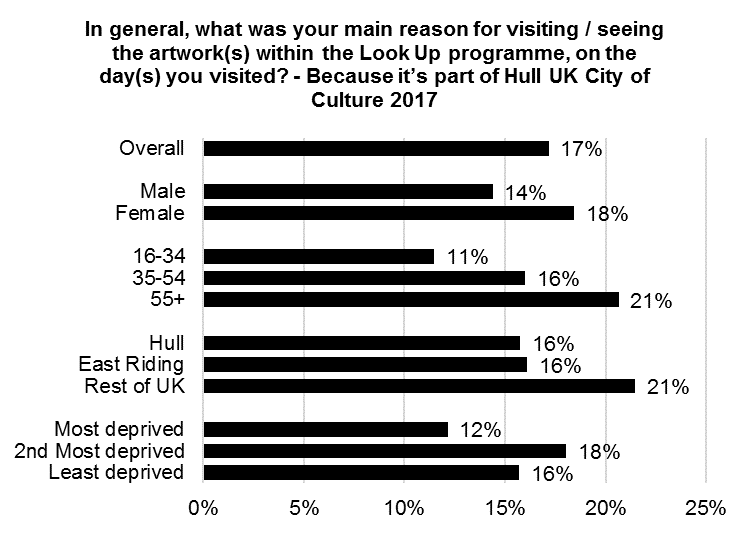 In general, what was your main reason for visiting / seeing
the artwork(s) within the Look Up programme, on the
day(s) you visited? - Because it’s part of Hull UK City of
Culture 2017
Overall 17%
Male 14%
Female 18%
16-34 11%
35-54 16%
55+ 21%
Hull 16%
East Riding 16%
Rest of UK 21%
Most deprived 12%
2nd Most deprived 18%
Least deprived 16%
0% 5% 10% 15% 20% 25%